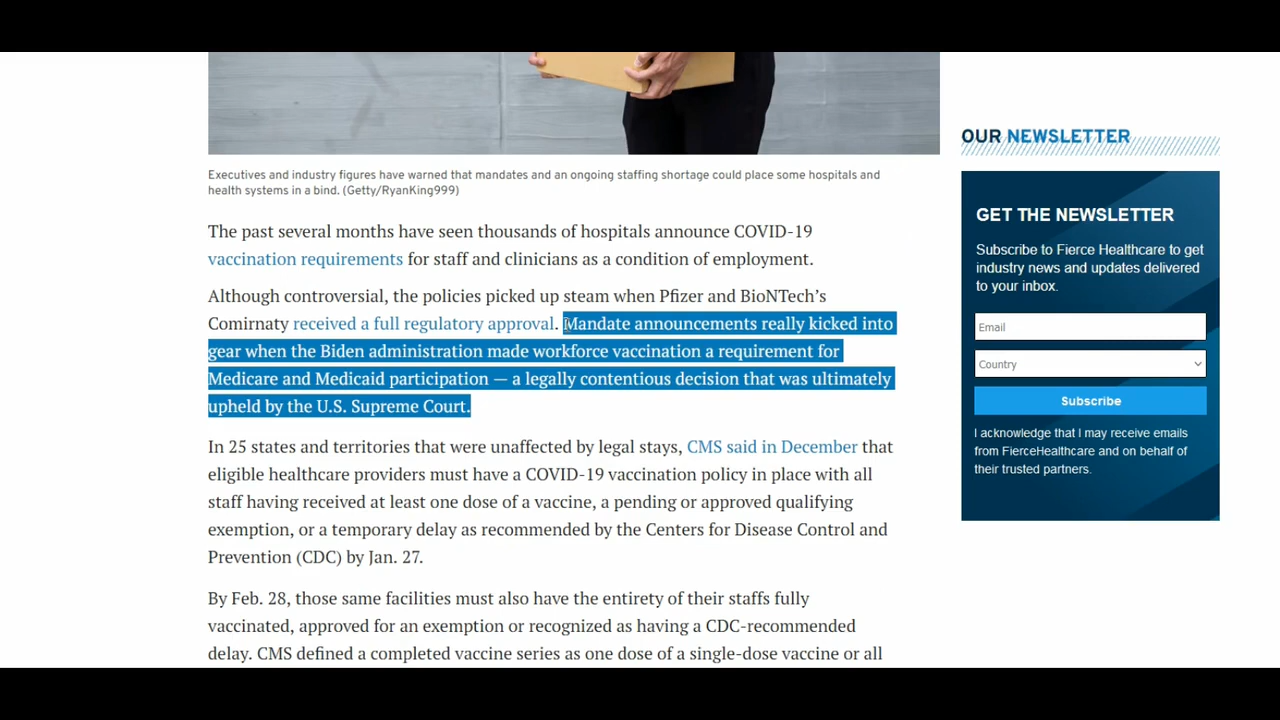 Executives and industry figures have warned that mandates and an ongoing staffing shortage could place some hospitals and
health systems in a bind. (Getty/RyanKing999)
The past several months have seen thousands of hospitals announce COVID-19
vaccination requirements for staff and clinicians as a condition of employment.
Although controversial, the policies picked up steam when Pfizer and BioNTech’s
Comirnaty received a full regulatory approval. Mandate announcements really kicked into
gear when the Biden administration made workforce vaccination a requirement for
Medicare and Medicaid participation — a legally contentious decision that was ultimately
upheld by the U.S. Supreme Court.
In 25 states and territories that were unaffected by legal stays, CMS said in December that
eligible healthcare providers must have a COVID-19 vaccination policy in place with all
staff having received at least one dose of a vaccine, a pending or approved qualifying
exemption, or a temporary delay as recommended by the Centers for Disease Control and
Prevention (CDC) by Jan. 27.
By Feb. 28, those same facilities must also have the entirety of their staffs fully
vaccinated, approved for an exemption or recognized as having a CDC-recommended
delay. CMS defined a completed vaccine series as one dose of a single-dose vaccine or all
OUR NEWSLETTER
GET THE NEWSLETTER
Subscribe to Fierce Healthcare to get
industry news and updates delivered
to your inbox.
Email
Country
Subscribe
I acknowledge that I may receive emails
from FierceHealthcare and on behalf of
their trusted partners.